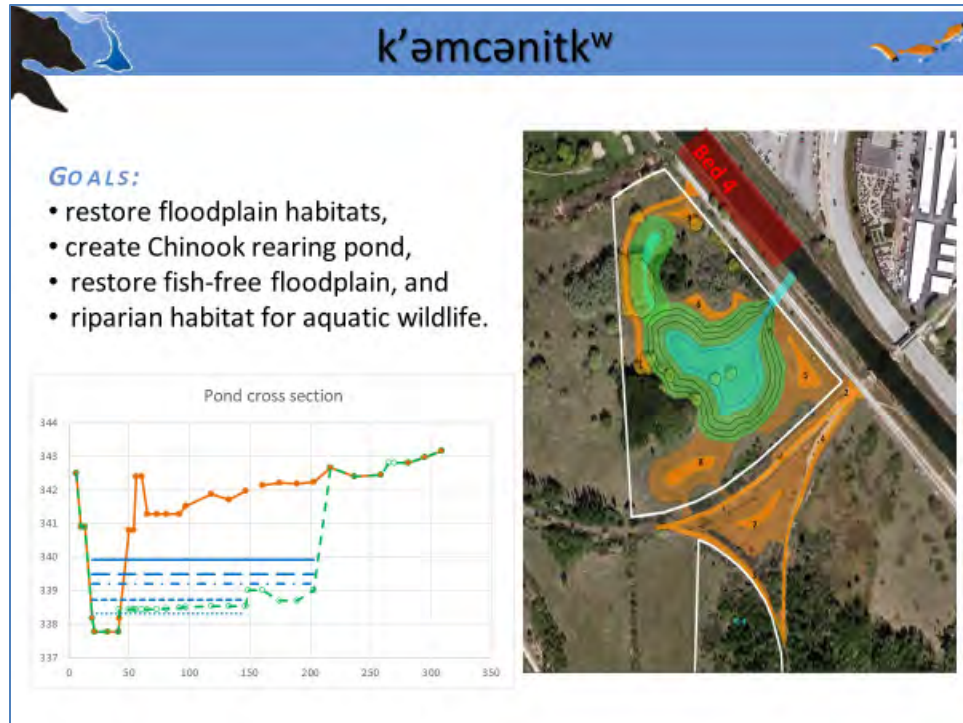 k’əmcənitkʷ
GOALS:
• restore floodplain habitats,
• create Chinook rearing pond,
• restore fish-free floodplain, and
• riparian habitat for aquatic wildlife.
Bed 4
Pond cross section
344
343
342
341
340
339
338
337
0 50 100 150 200 250 300 350
5
7